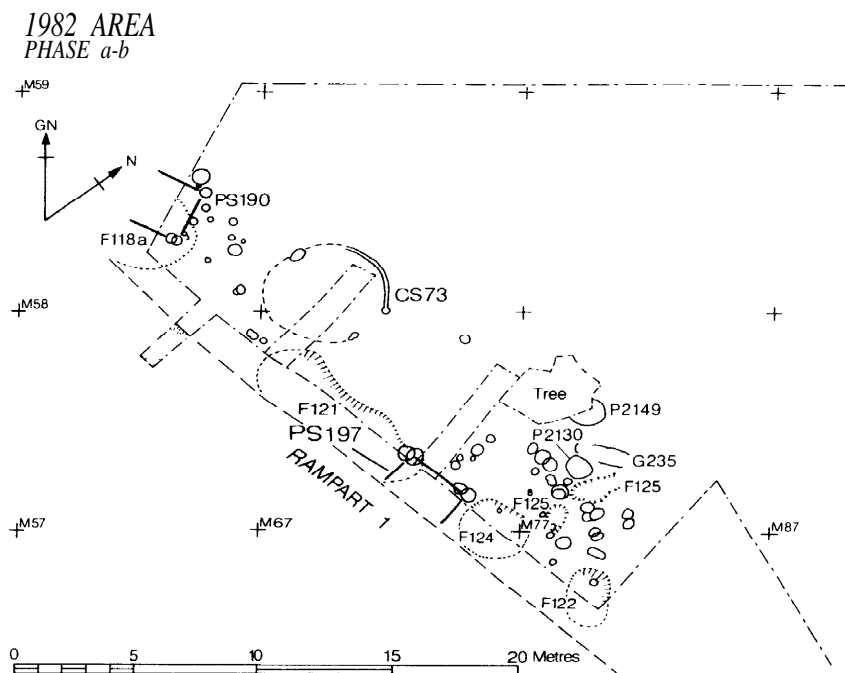 1982 AREA
PHASE a-b
M59
GN
N
PS190
F118a
CS73
M58
Tree
F121
P2149
PS197
P2130
G235
F125
RAMPART 1
F125
M57
M67
F124
M77
M87
F122
0 5 10 15 20 Metres